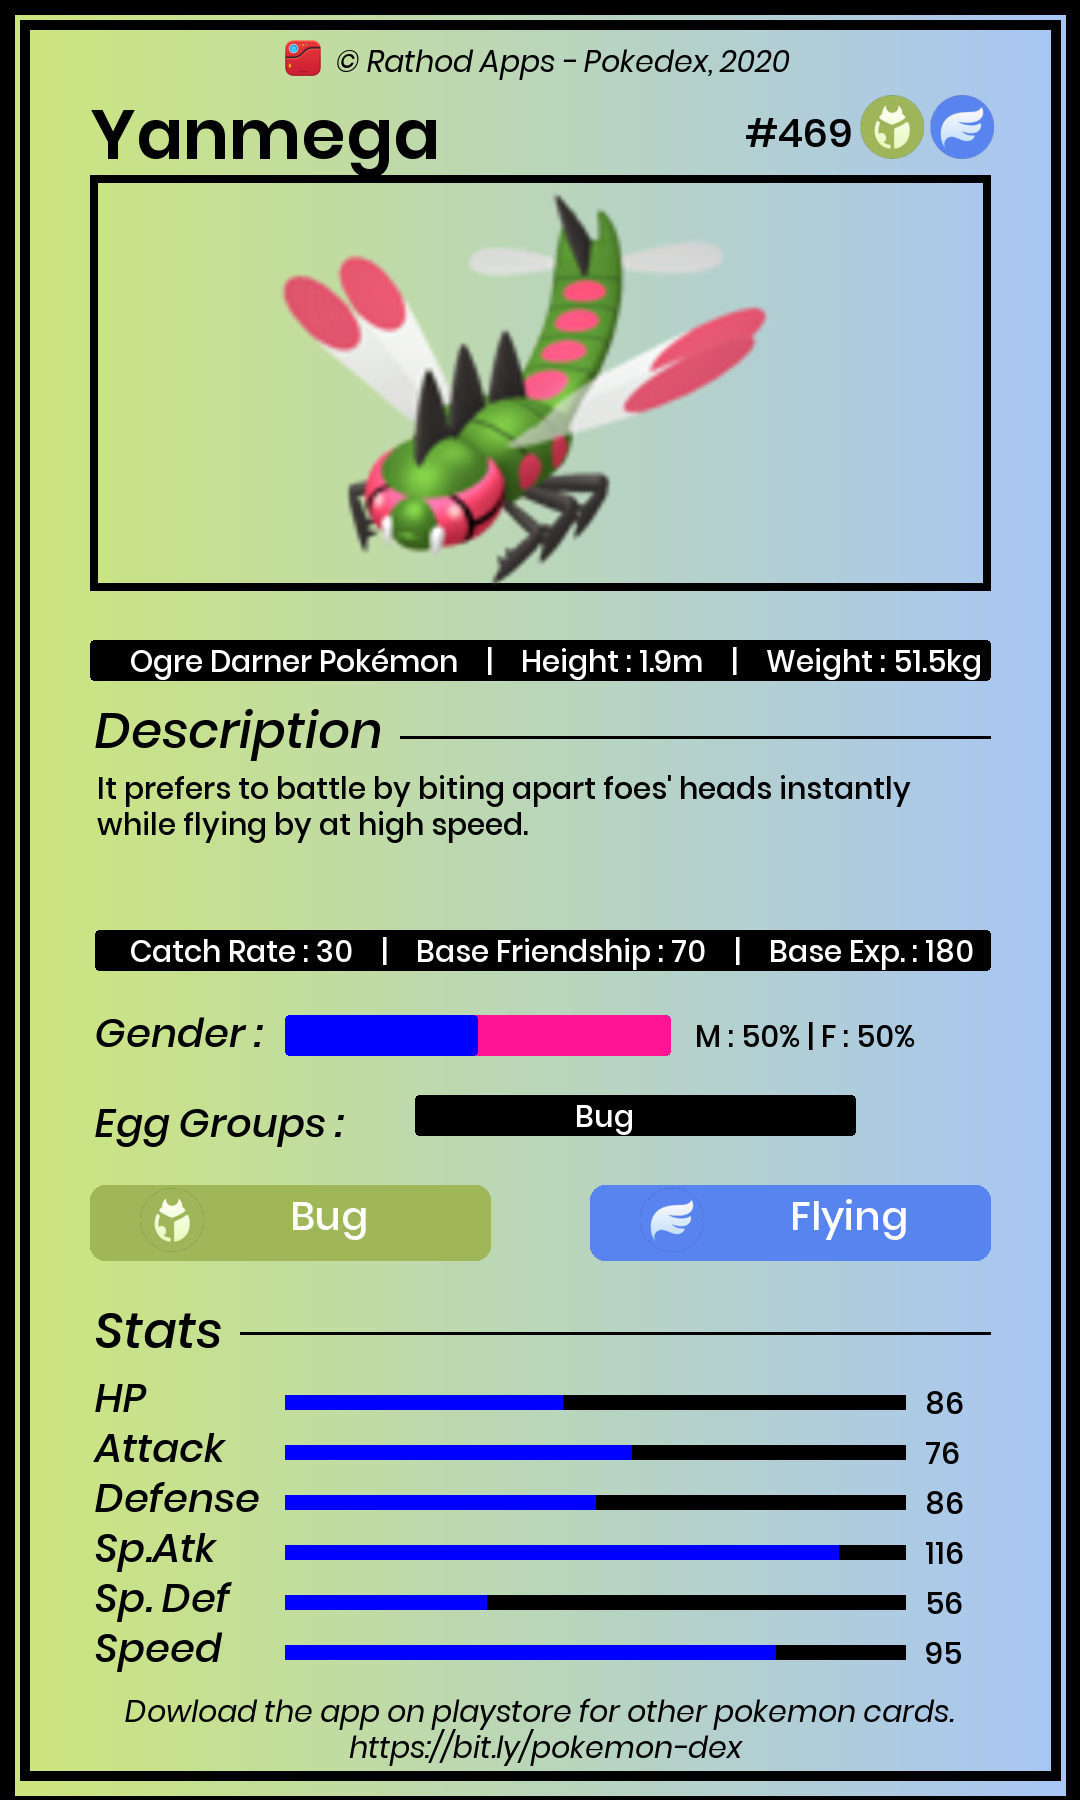 © Rathod Apps - Pokedex, 2020
Yanmega #469
Ogre Darner Pokémon | Height : 1.9m | Weight : 51.5kg
Description
It prefers to battle by biting apart foes' heads instantly
while flying by at high speed.
Catch Rate : 30 | Base Friendship : 70 | Base Exp. : 180
Gender : M : 50% | F : 50%
Egg Groups : Bug
Bug Flying
Stats
HP 86
Attack 76
Defense 86
Sp.Atk 116
Sp. Def 56
Speed 95
Dowload the app on playstore for other pokemon cards.
https://bit.ly/pokemon-dex